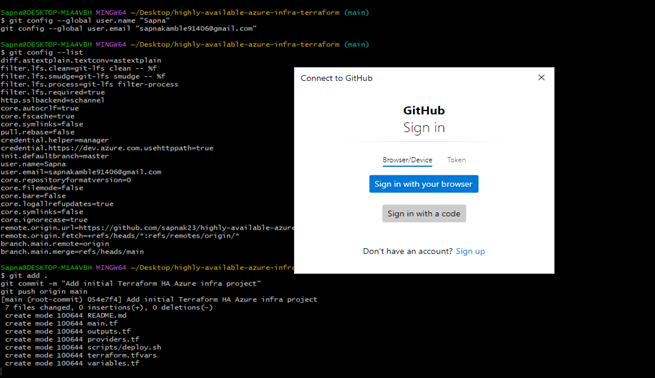 Sapna@DESKTOP-M1A4VBH MINGW64 ~/Desktop/highly-available-azure-infra-terraform (main)
$ git config --global user.name "Sapna"
git config --global user.email "sapnakamble91406@gmail.com"
Sapna@DESKTOP-M1A4VBH MINGW64 ~/Desktop/highly-available-azure-infra-terraform (main)
$ git config --list
diff.astextplain.textconv=astextplain
filter.lfs.clean=git-lfs clean -- %f
filter.lfs.smudge=git-lfs smudge -- %f
filter.lfs.process=git-lfs filter-process
filter.lfs.required=true
http.sslbackend=schannel
core.autocrlf=true
core.fscache=true
core.symlinks=false
pull.rebase=false
credential.helper=manager
credential.https://dev.azure.com.usehttppath=true
init.defaultbranch=master
user.name=Sapna
user.email=sapnakamble91406@gmail.com
core.repositoryformatversion=0
core.filemode=false
core.bare=false
core.logallrefupdates=true
core.symlinks=false
core.ignorecase=true
remote.origin.url=https://github.com/sapnak23/highly-available-azure
remote.origin.fetch=+refs/heads/*:refs/remotes/origin/*
branch.main.remote=origin
branch.main.merge=refs/heads/main
Sapna@DESKTOP-M1A4VBH MINGW64 ~/Desktop/highly-available-azure-infra
$ git add .
git commit -m "Add initial Terraform HA Azure infra project"
git push origin main
[main (root-commit) 054e7f4] Add initial Terraform HA Azure infra project
7 files changed, 0 insertions(+), 0 deletions(-)
create mode 100644 README.md
create mode 100644 main.tf
create mode 100644 outputs.tf
create mode 100644 providers.tf
create mode 100644 scripts/deploy.sh
create mode 100644 terraform.tfvars
create mode 100644 variables.tf
Connect to GitHub
GitHub
Sign in
Browser/Device Token
Sign in with your browser
Sign in with a code
Don't have an account? Sign up